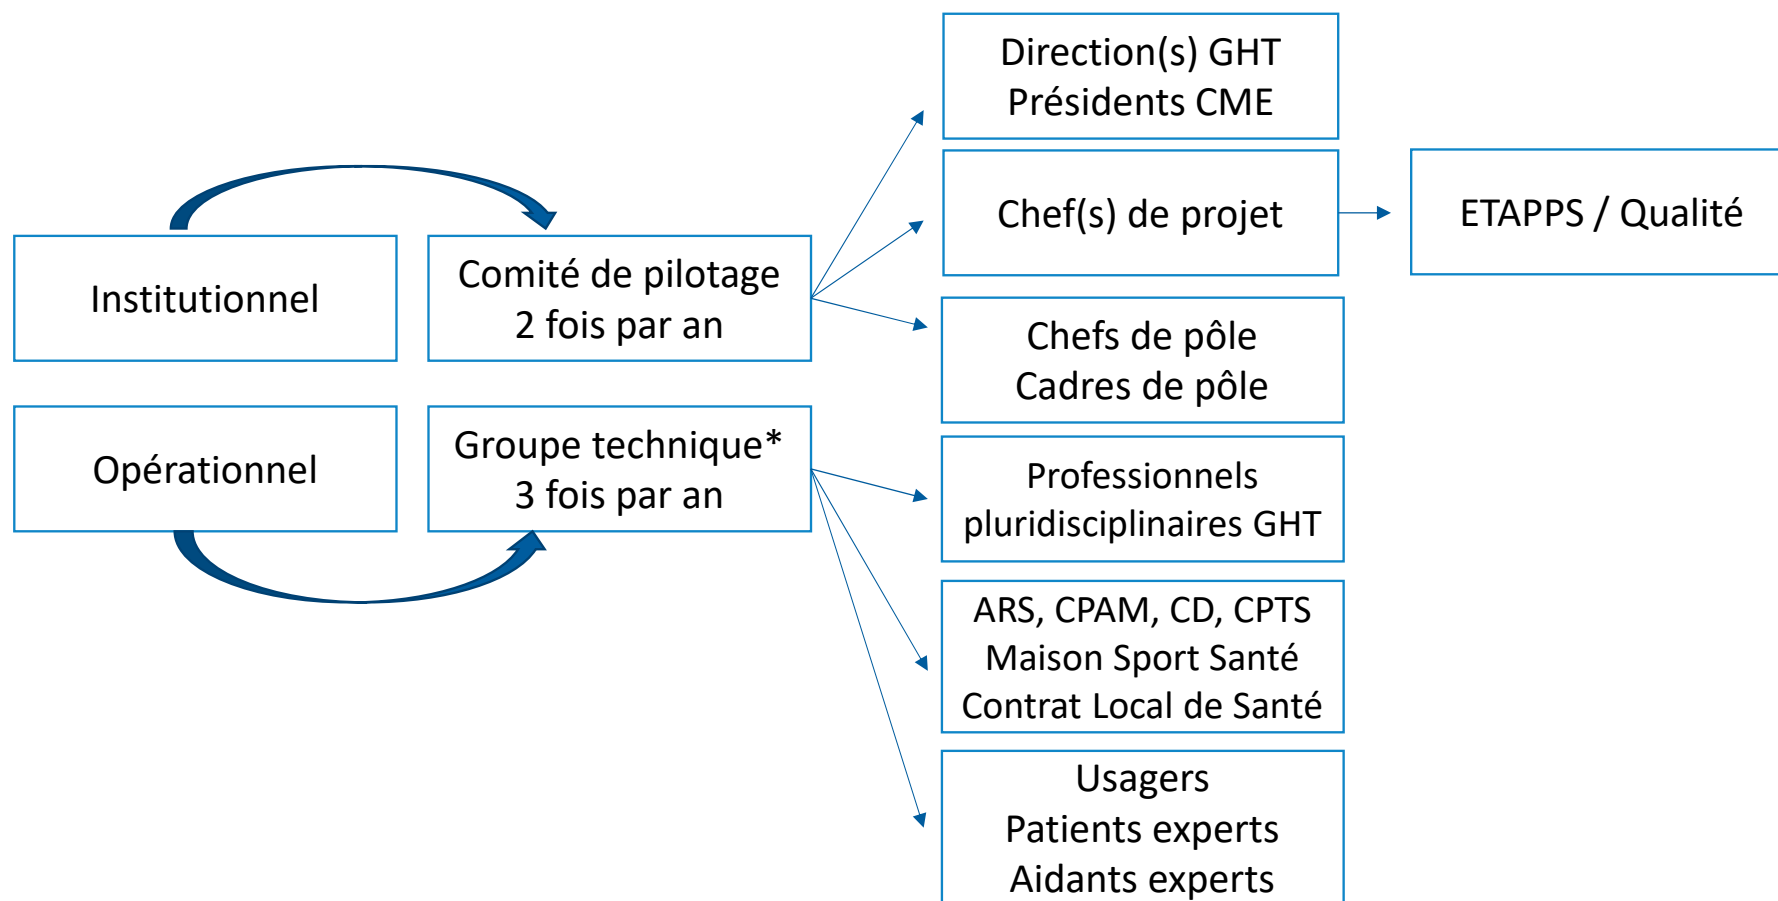 Institutionnel
Comité de pilotage
2 fois par an
Direction(s) GHT
Présidents CME
Chef(s) de projet
ETAPPS / Qualité
Chefs de pôle
Cadres de pôle
Opérationnel
Groupe technique*
3 fois par an
Professionnels
pluridisciplinaires GHT
ARS, CPAM, CD, CPTS
Maison Sport Santé
Contrat Local de Santé
Usagers
Patients experts
Aidants experts